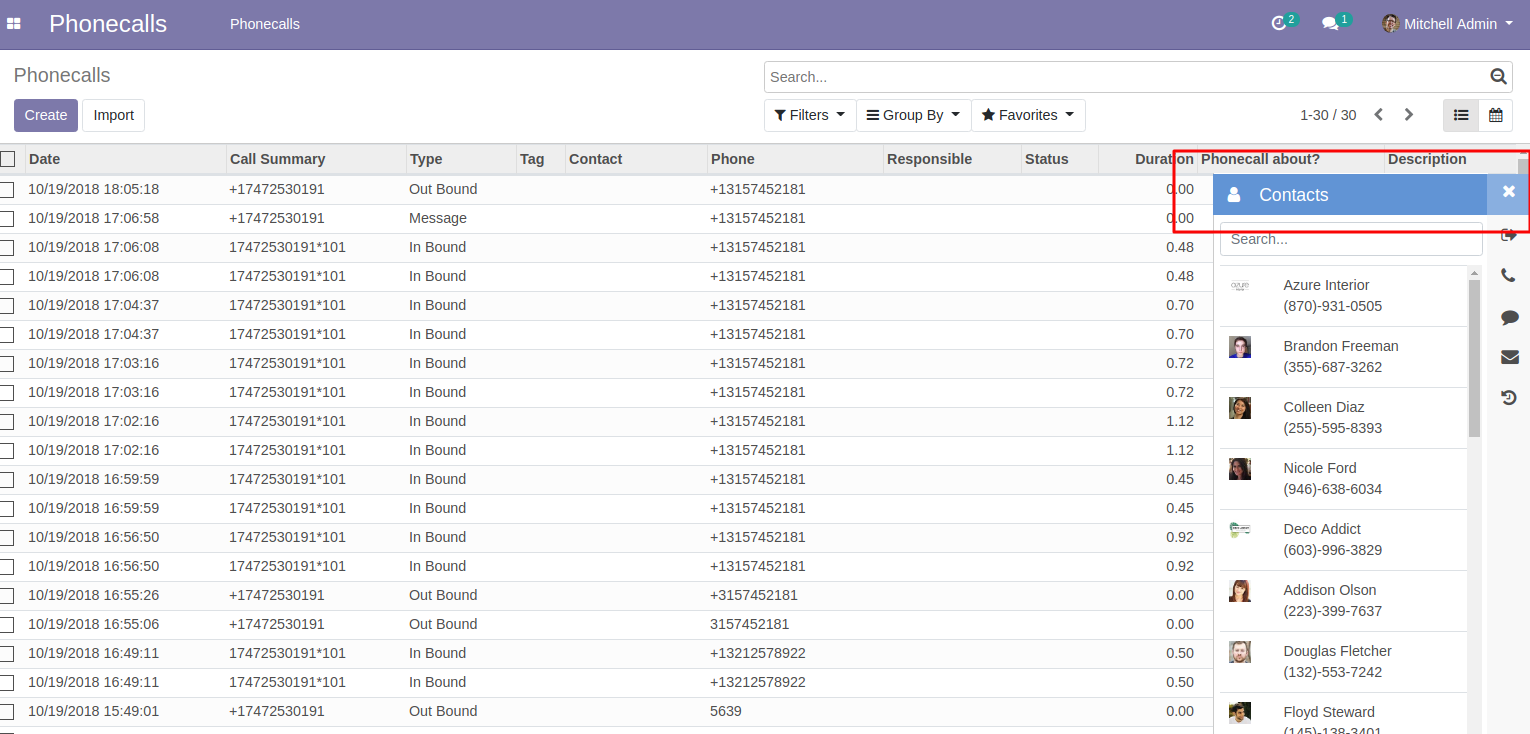 Phonecalls Phonecalls 2 1 Mitchell Admin
Phonecalls Search...
Create Import Filters Group By Favorites 1-30 / 30
Date Call Summary Type Tag Contact Phone Responsible Status Duration Phonecall about? Description
10/19/2018 18:05:18 +17472530191 Out Bound +13157452181 0.00
10/19/2018 17:06:58 +17472530191 Message +13157452181 0.00
10/19/2018 17:06:08 17472530191*101 In Bound +13157452181 0.48
10/19/2018 17:06:08 17472530191*101 In Bound +13157452181 0.48
10/19/2018 17:04:37 17472530191*101 In Bound +13157452181 0.70
10/19/2018 17:04:37 17472530191*101 In Bound +13157452181 0.70
10/19/2018 17:03:16 17472530191*101 In Bound +13157452181 0.72
10/19/2018 17:03:16 17472530191*101 In Bound +13157452181 0.72
10/19/2018 17:02:16 17472530191*101 In Bound +13157452181 1.12
10/19/2018 17:02:16 17472530191*101 In Bound +13157452181 1.12
10/19/2018 16:59:59 17472530191*101 In Bound +13157452181 0.45
10/19/2018 16:59:59 17472530191*101 In Bound +13157452181 0.45
10/19/2018 16:56:50 17472530191*101 In Bound +13157452181 0.92
10/19/2018 16:56:50 17472530191*101 In Bound +13157452181 0.92
10/19/2018 16:55:26 +17472530191 Out Bound +3157452181 0.00
10/19/2018 16:55:06 +17472530191 Out Bound 3157452181 0.00
10/19/2018 16:49:11 17472530191*101 In Bound +13212578922 0.50
10/19/2018 16:49:11 17472530191*101 In Bound +13212578922 0.50
10/19/2018 15:49:01 +17472530191 Out Bound 5639 0.00
Contacts
Search...
Azure Interior
(870)-931-0505
Brandon Freeman
(355)-687-3262
Colleen Diaz
(255)-595-8393
Nicole Ford
(946)-638-6034
Deco Addict
(603)-996-3829
Addison Olson
(223)-399-7637
Douglas Fletcher
(132)-553-7242
Floyd Steward
(145)-138-3401